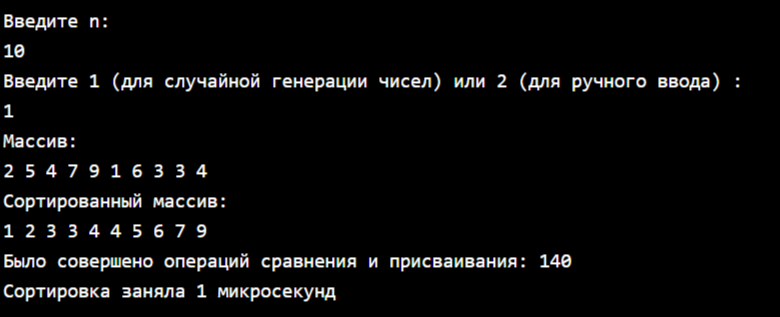 Введите n:
10
Введите 1 (для случайной генерации чисел) или 2 (для ручного ввода) :
1
Массив:
2 5 4 7 9 1 6 3 3 4
Сортированный массив:
1 2 3 3 4 4 5 6 7 9
Было совершено операций сравнения и присваивания: 140
Сортировка заняла 1 микросекунд